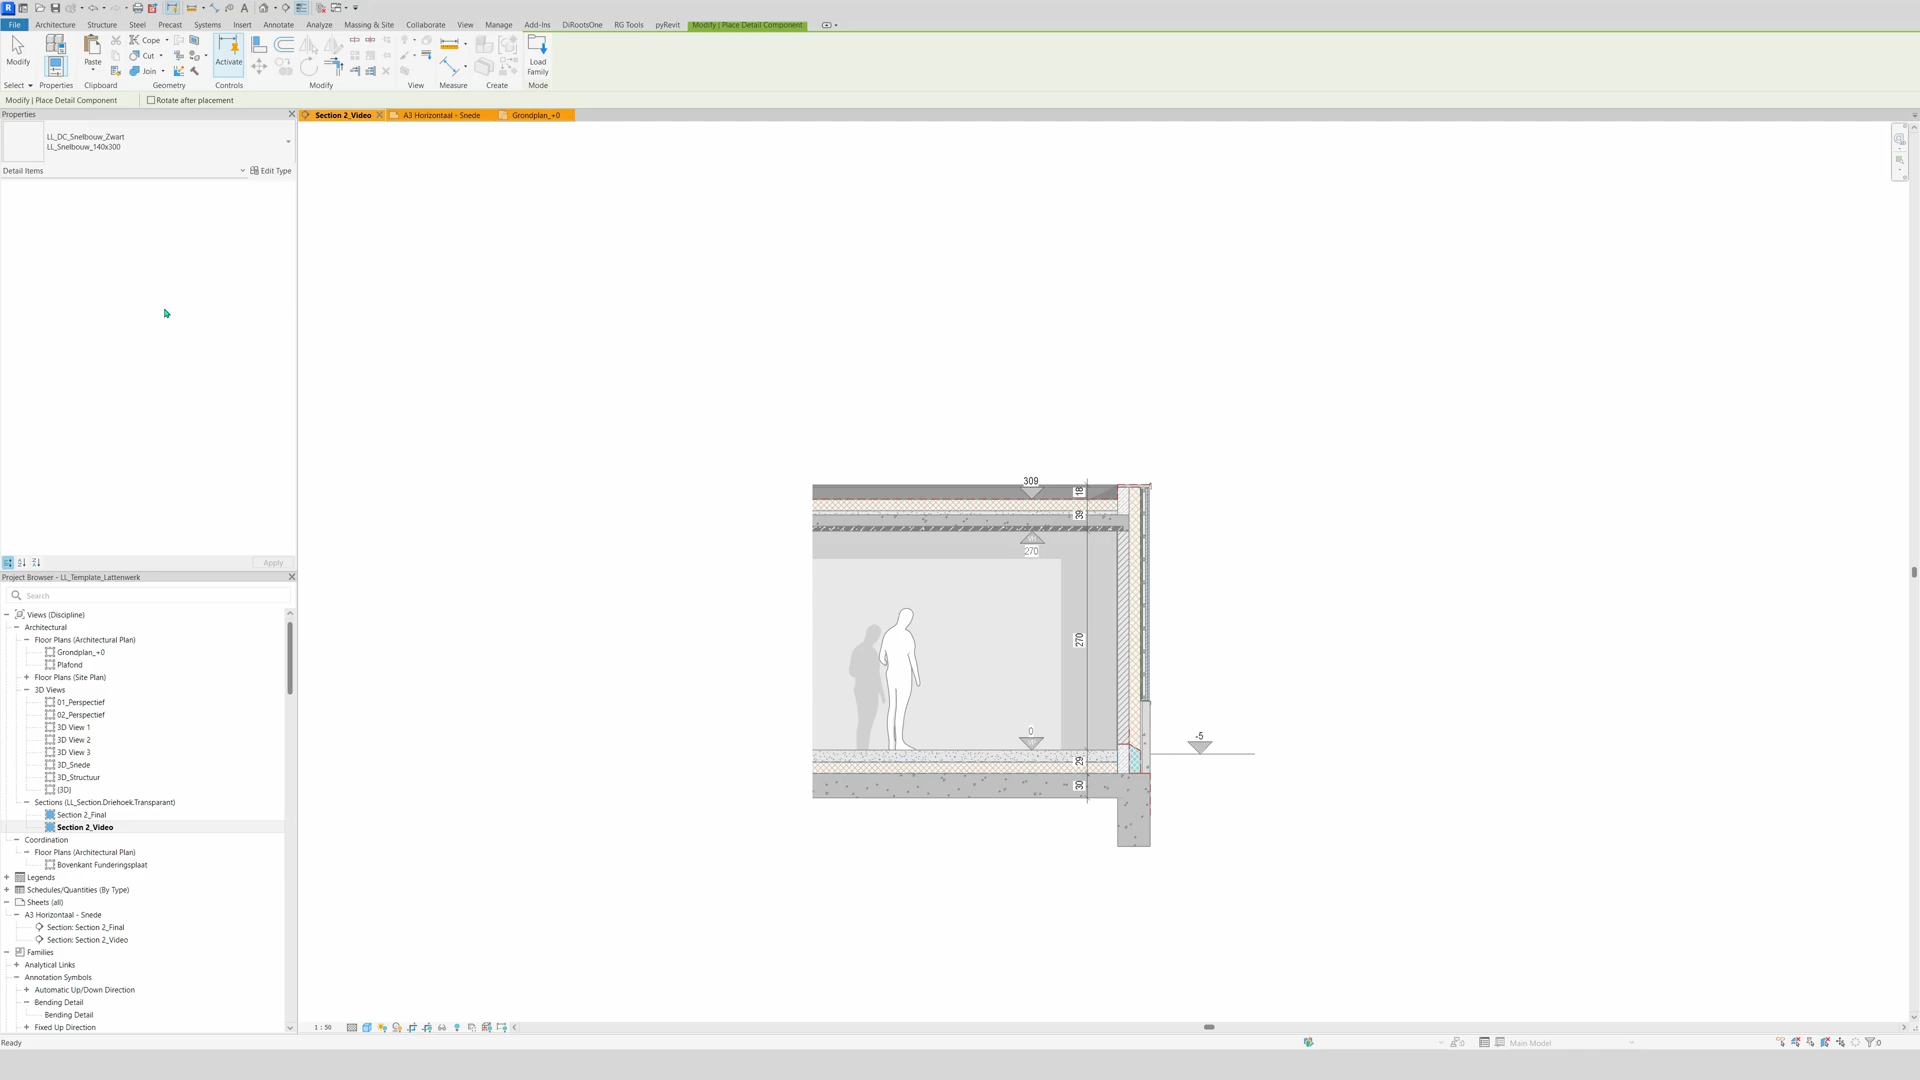 File Architecture Structure Steel Precast Systems Insert Annotate Analyze Massing & Site Collaborate View Manage Add-Ins DiRootsOne RG Tools pyRevit Modify | Place Detail Component
Modify Paste Cope Cut Join Activate Load Family
Select Properties Clipboard Geometry Controls Modify View Measure Create Mode
Modify | Place Detail Component Rotate after placement
Properties
Section 2_Video A3 Horizontaal - Snede Grondplan_+0
LL_DC_Snelbouw_Zwart
LL_Snelbouw_140x300
Detail Items Edit Type
309
18
39
270
270
0
-5
29
30
Apply
Project Browser - LL_Template_Lattenwerk
Search
Views (Discipline)
Architectural
Floor Plans (Architectural Plan)
Grondplan_+0
Plafond
Floor Plans (Site Plan)
3D Views
01_Perspectief
02_Perspectief
3D View 1
3D View 2
3D View 3
3D_Snede
3D_Structuur
{3D}
Sections (LL_Section.Driehoek.Transparant)
Section 2_Final
Section 2_Video
Coordination
Floor Plans (Architectural Plan)
Bovenkant Funderingsplaat
Legends
Schedules/Quantities (By Type)
Sheets (all)
A3 Horizontaal - Snede
Section: Section 2_Final
Section: Section 2_Video
Families
Analytical Links
Annotation Symbols
Automatic Up/Down Direction
Bending Detail
Bending Detail
Fixed Up Direction
1 : 50
Ready
:0
Main Model
:0